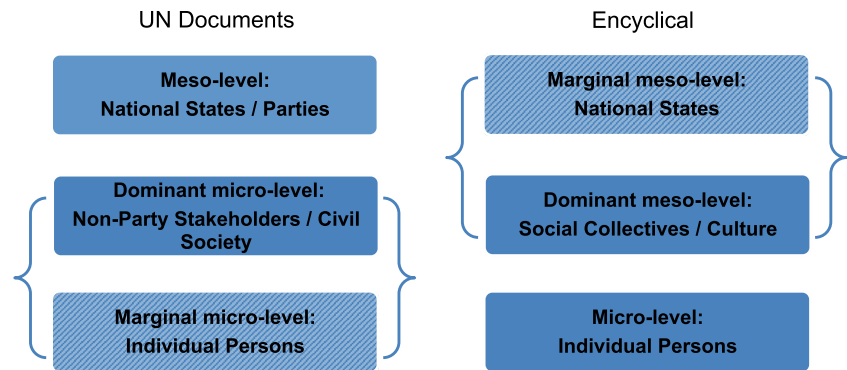 UN Documents
Meso-level:
National States / Parties
Dominant micro-level:
Non-Party Stakeholders / Civil
Society
Marginal micro-level:
Individual Persons
Encyclical
Marginal meso-level:
National States
Dominant meso-level:
Social Collectives / Culture
Micro-level:
Individual Persons